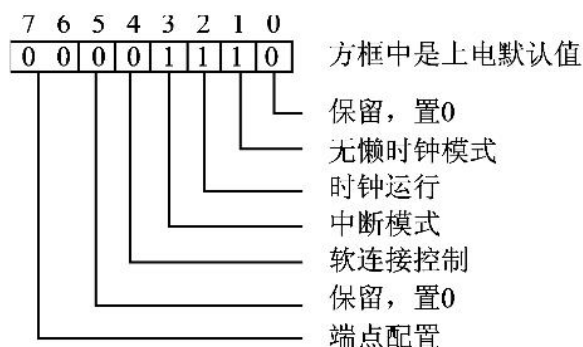 7 6 5 4 3 2 1 0
0 0 0 0 1 1 1 0 方框中是上电默认值
保留，置0
无懒时钟模式
时钟运行
中断模式
软连接控制
保留，置0
端点配置